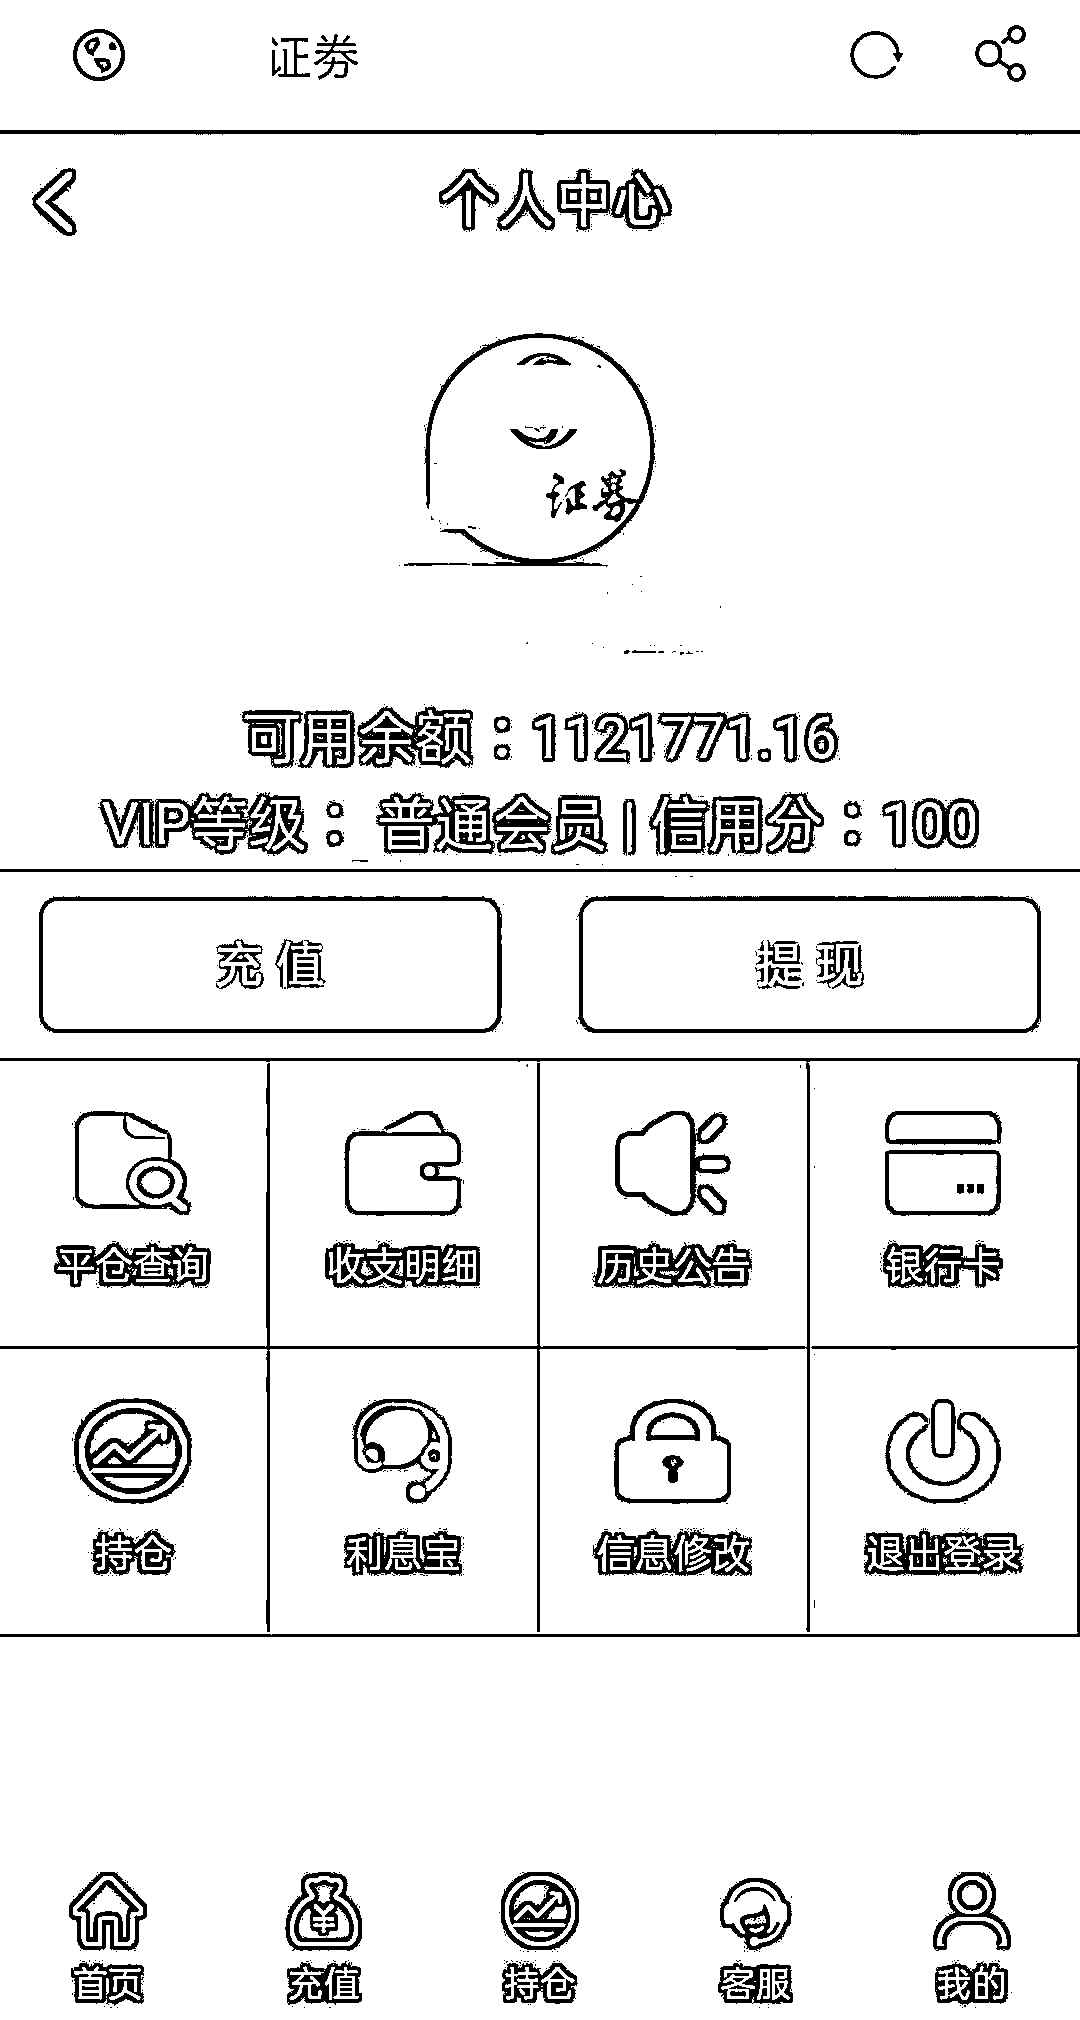 证券
个人中心
证券
可用余额：1121771.16
VIP等级： 普通会员 | 信用分：100
充 值
提 现
平仓查询
收支明细
历史公告
银行卡
持仓
利息宝
信息修改
退出登录
首页
充值
持仓
客服
我的